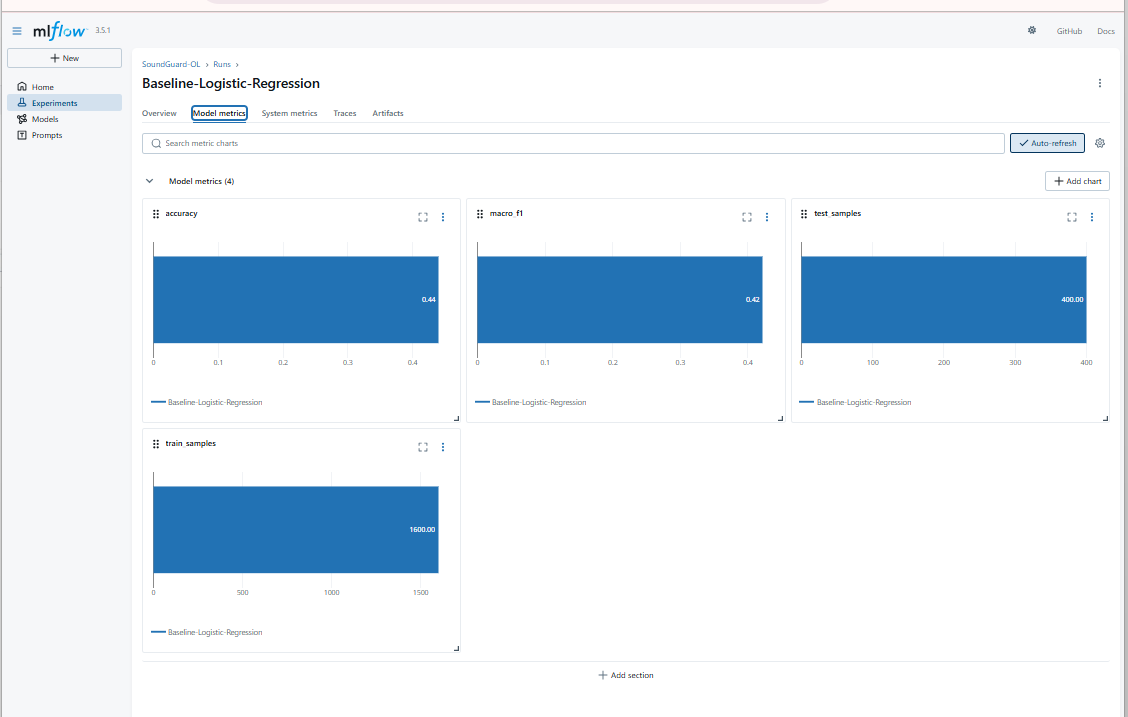 mlflow 3.5.1
GitHub
Docs
New
Home
Experiments
Models
Prompts
SoundGuard-OL › Runs ›
Baseline-Logistic-Regression
Overview Model metrics System metrics Traces Artifacts
Search metric charts
Auto-refresh
Model metrics (4)
Add chart
accuracy
0.44
0 0.1 0.2 0.3 0.4
Baseline-Logistic-Regression
macro_f1
0.42
0 0.1 0.2 0.3 0.4
Baseline-Logistic-Regression
test_samples
400.00
0 100 200 300 400
Baseline-Logistic-Regression
train_samples
1600.00
0 500 1000 1500
Baseline-Logistic-Regression
Add section